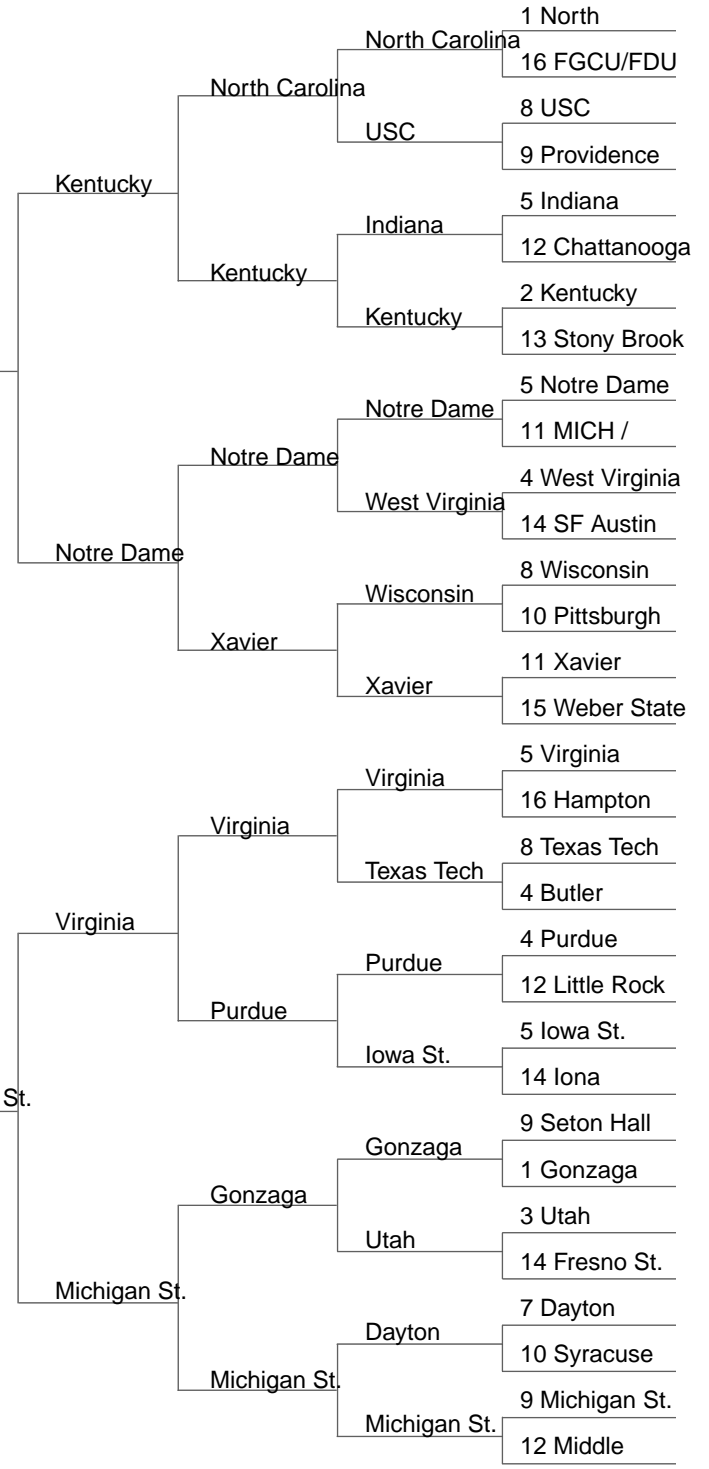 1 North
North Carolina
16 FGCU/FDU
North Carolina
8 USC
USC
9 Providence
Kentucky
5 Indiana
Indiana
12 Chattanooga
Kentucky
2 Kentucky
Kentucky
13 Stony Brook
5 Notre Dame
Notre Dame
11 MICH /
Notre Dame
4 West Virginia
West Virginia
14 SF Austin
Notre Dame
8 Wisconsin
Wisconsin
10 Pittsburgh
Xavier
11 Xavier
Xavier
15 Weber State
5 Virginia
Virginia
16 Hampton
Virginia
8 Texas Tech
Texas Tech
4 Butler
Virginia
4 Purdue
Purdue
12 Little Rock
Purdue
5 Iowa St.
Iowa St.
14 Iona
St.
9 Seton Hall
Gonzaga
1 Gonzaga
Gonzaga
3 Utah
Utah
14 Fresno St.
Michigan St.
7 Dayton
Dayton
10 Syracuse
Michigan St.
9 Michigan St.
Michigan St.
12 Middle